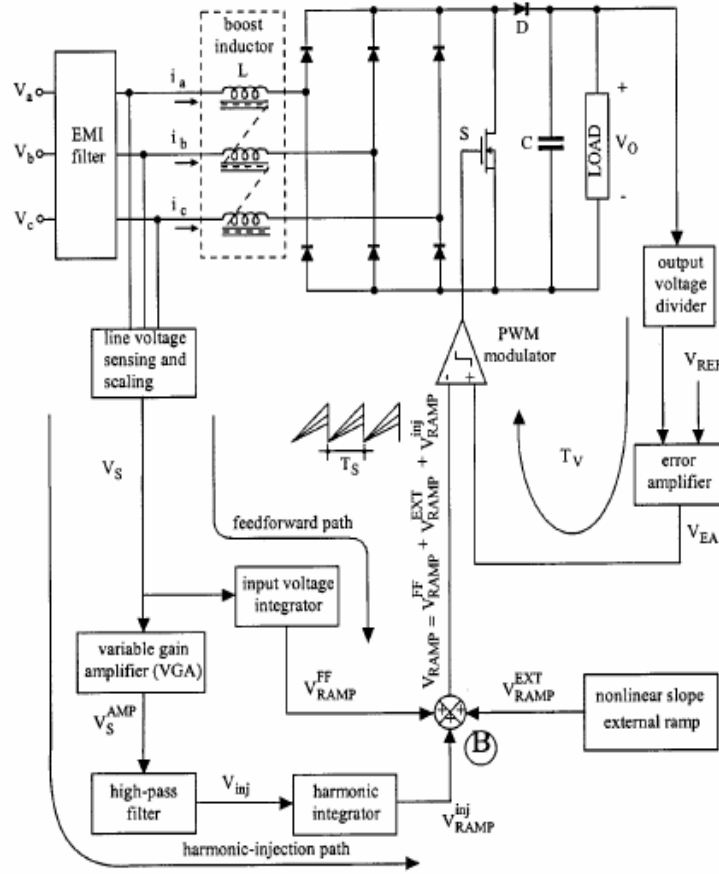 boost
inductor
L
D
V_a
V_b
V_c
EMI
filter
i_a
i_b
i_c
S
C
LOAD
+
V_O
-
output
voltage
divider
line voltage
sensing and
scaling
PWM
modulator
- +
V_REF
T_S
T_V
error
amplifier
V_S
V_EA
feedforward path
V_RAMP = V_RAMP^FF + V_RAMP^EXT + V_RAMP^inj
input voltage
integrator
variable gain
amplifier (VGA)
V_RAMP^FF
V_RAMP^EXT
nonlinear slope
external ramp
+ + +
B
V_S^AMP
high-pass
filter
V_inj
harmonic
integrator
V_RAMP^inj
harmonic-injection path